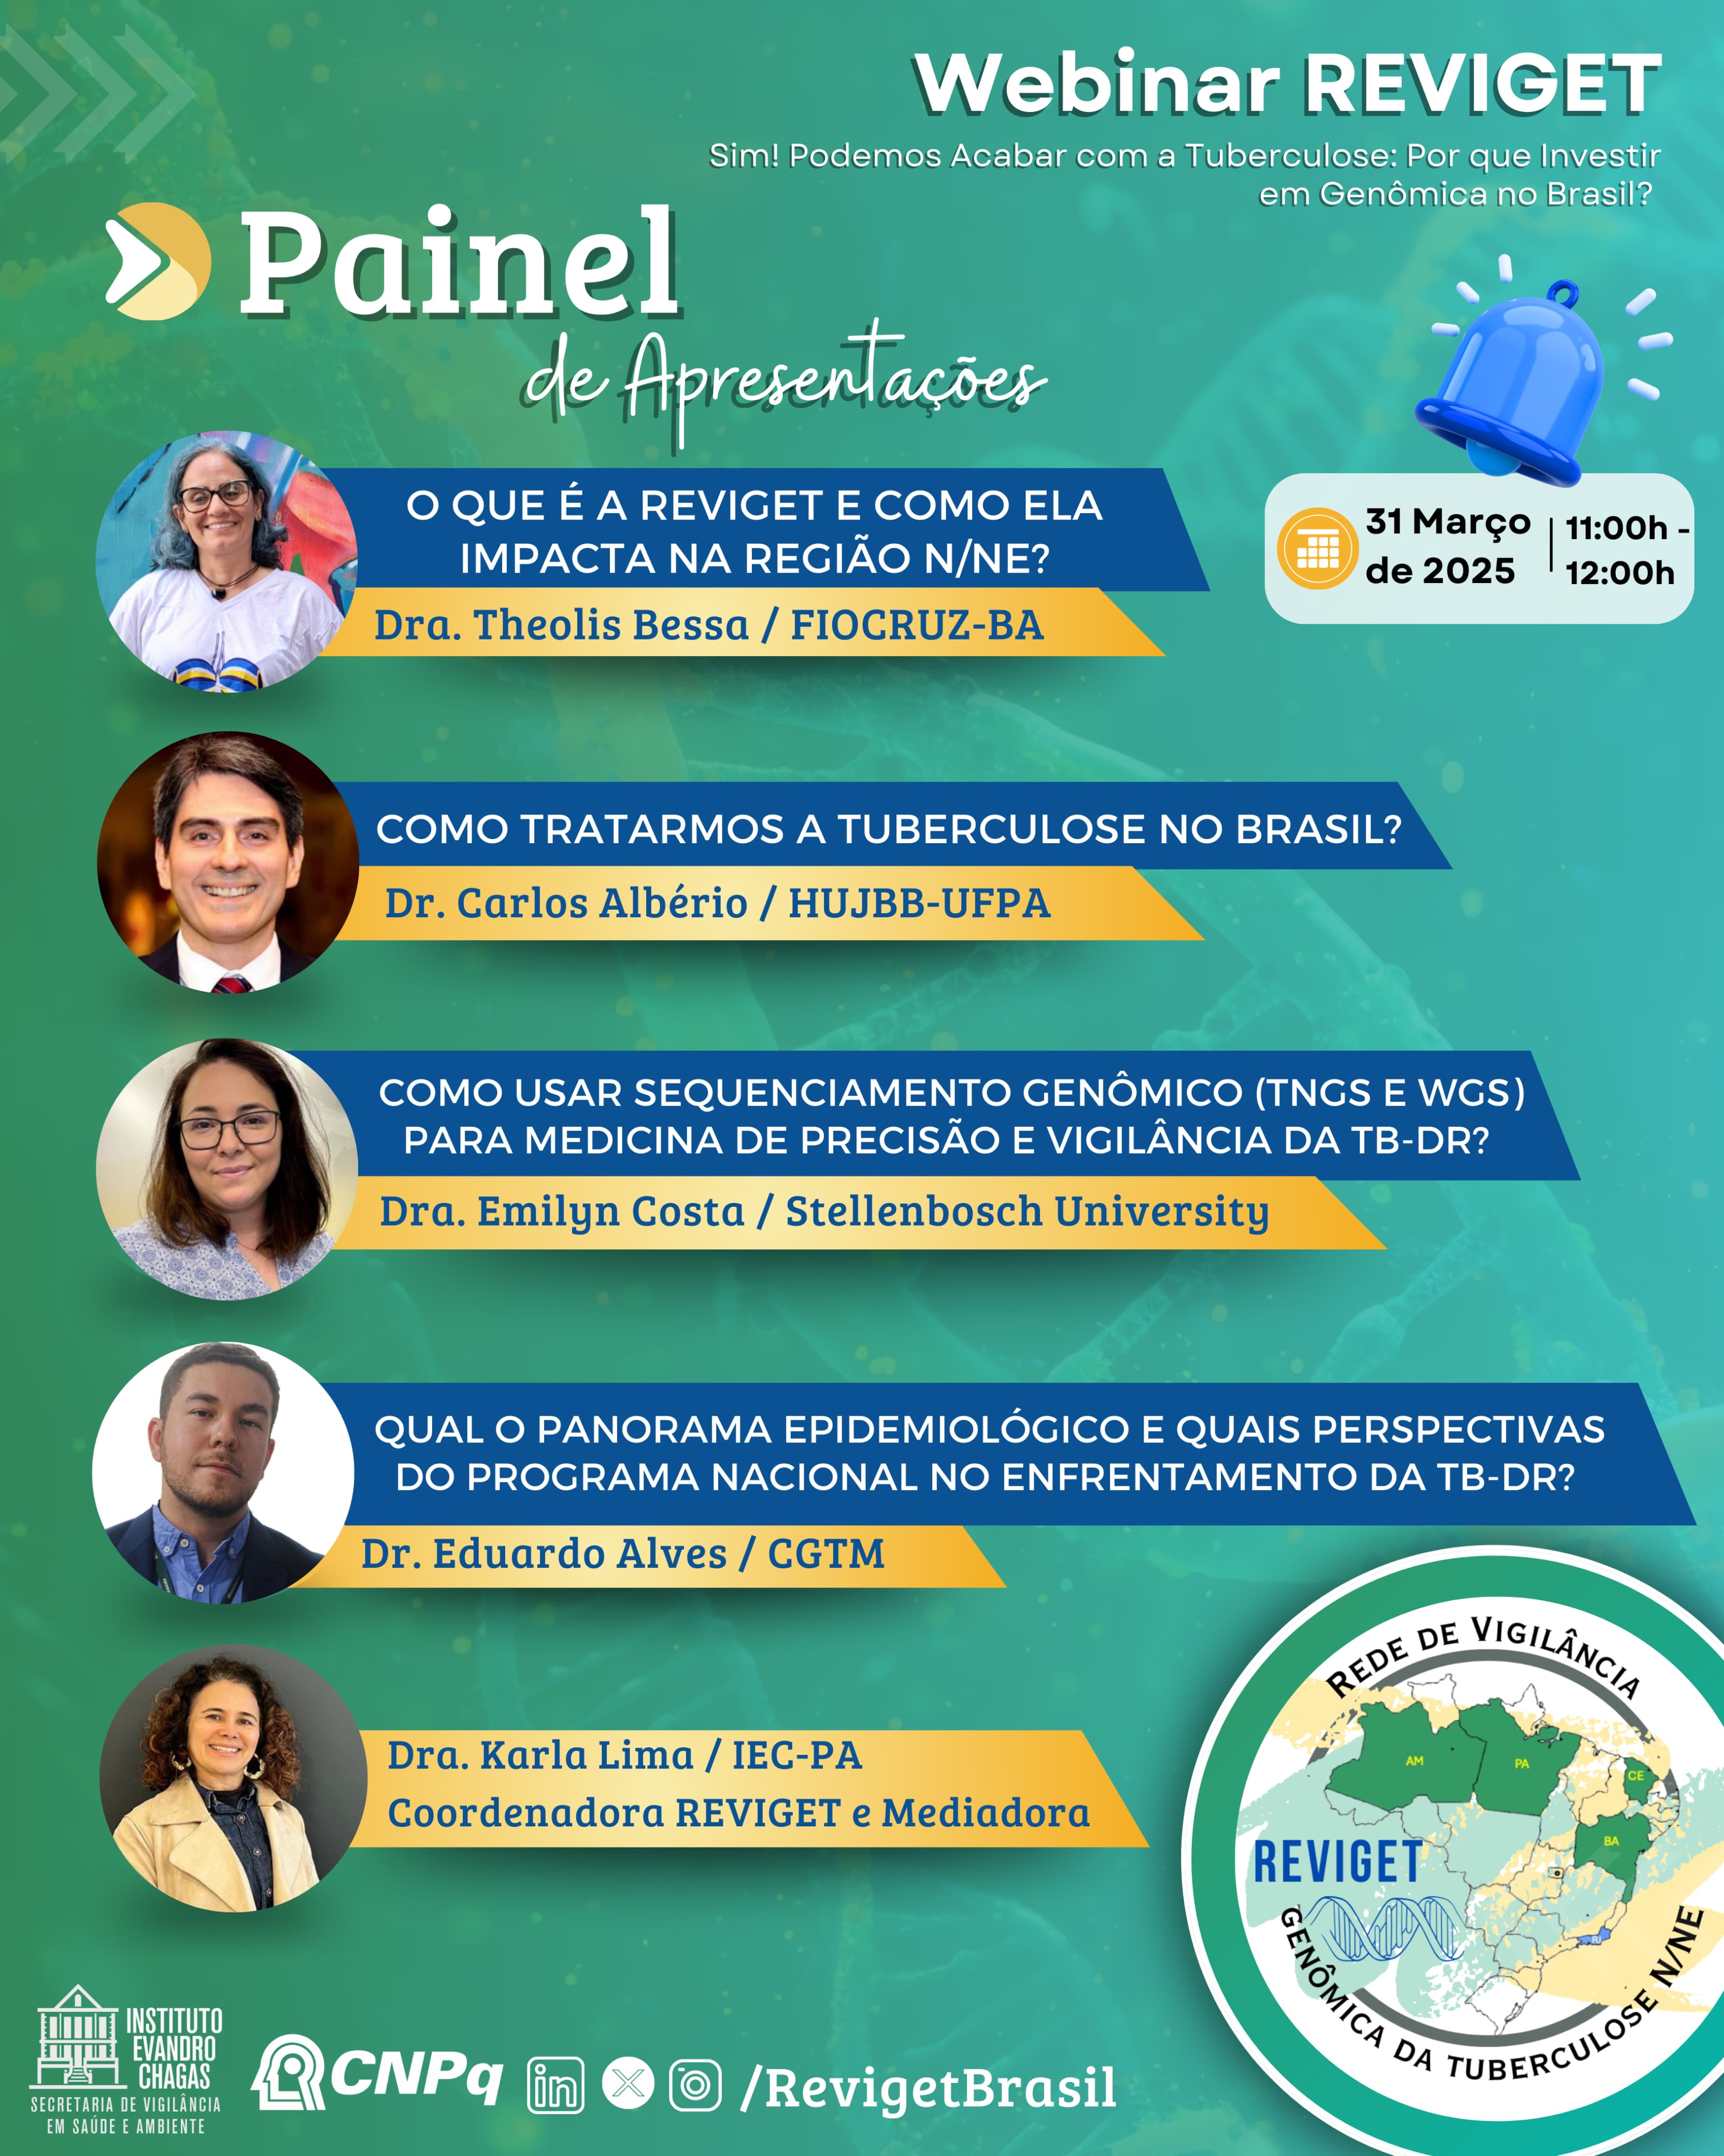 Webinar REVIGET
Sim! Podemos Acabar com a Tuberculose: Por que Investir
em Genômica no Brasil?
Painel
de Apresentações
31 Março
de 2025
11:00h -
12:00h
O QUE É A REVIGET E COMO ELA
IMPACTA NA REGIÃO N/NE?
Dra. Theolis Bessa / FIOCRUZ-BA
COMO TRATARMOS A TUBERCULOSE NO BRASIL?
Dr. Carlos Albério / HUJBB-UFPA
COMO USAR SEQUENCIAMENTO GENÔMICO (TNGS E WGS)
PARA MEDICINA DE PRECISÃO E VIGILÂNCIA DA TB-DR?
Dra. Emilyn Costa / Stellenbosch University
QUAL O PANORAMA EPIDEMIOLÓGICO E QUAIS PERSPECTIVAS
DO PROGRAMA NACIONAL NO ENFRENTAMENTO DA TB-DR?
Dr. Eduardo Alves / CGTM
Dra. Karla Lima / IEC-PA
Coordenadora REVIGET e Mediadora
REDE DE VIGILÂNCIA
AM
PA
CE
BA
RJ
REVIGET
GENÔMICA DA TUBERCULOSE N/NE
INSTITUTO
EVANDRO
CHAGAS
SECRETARIA DE VIGILÂNCIA
EM SAÚDE E AMBIENTE
CNPq
in
X
/RevigetBrasil